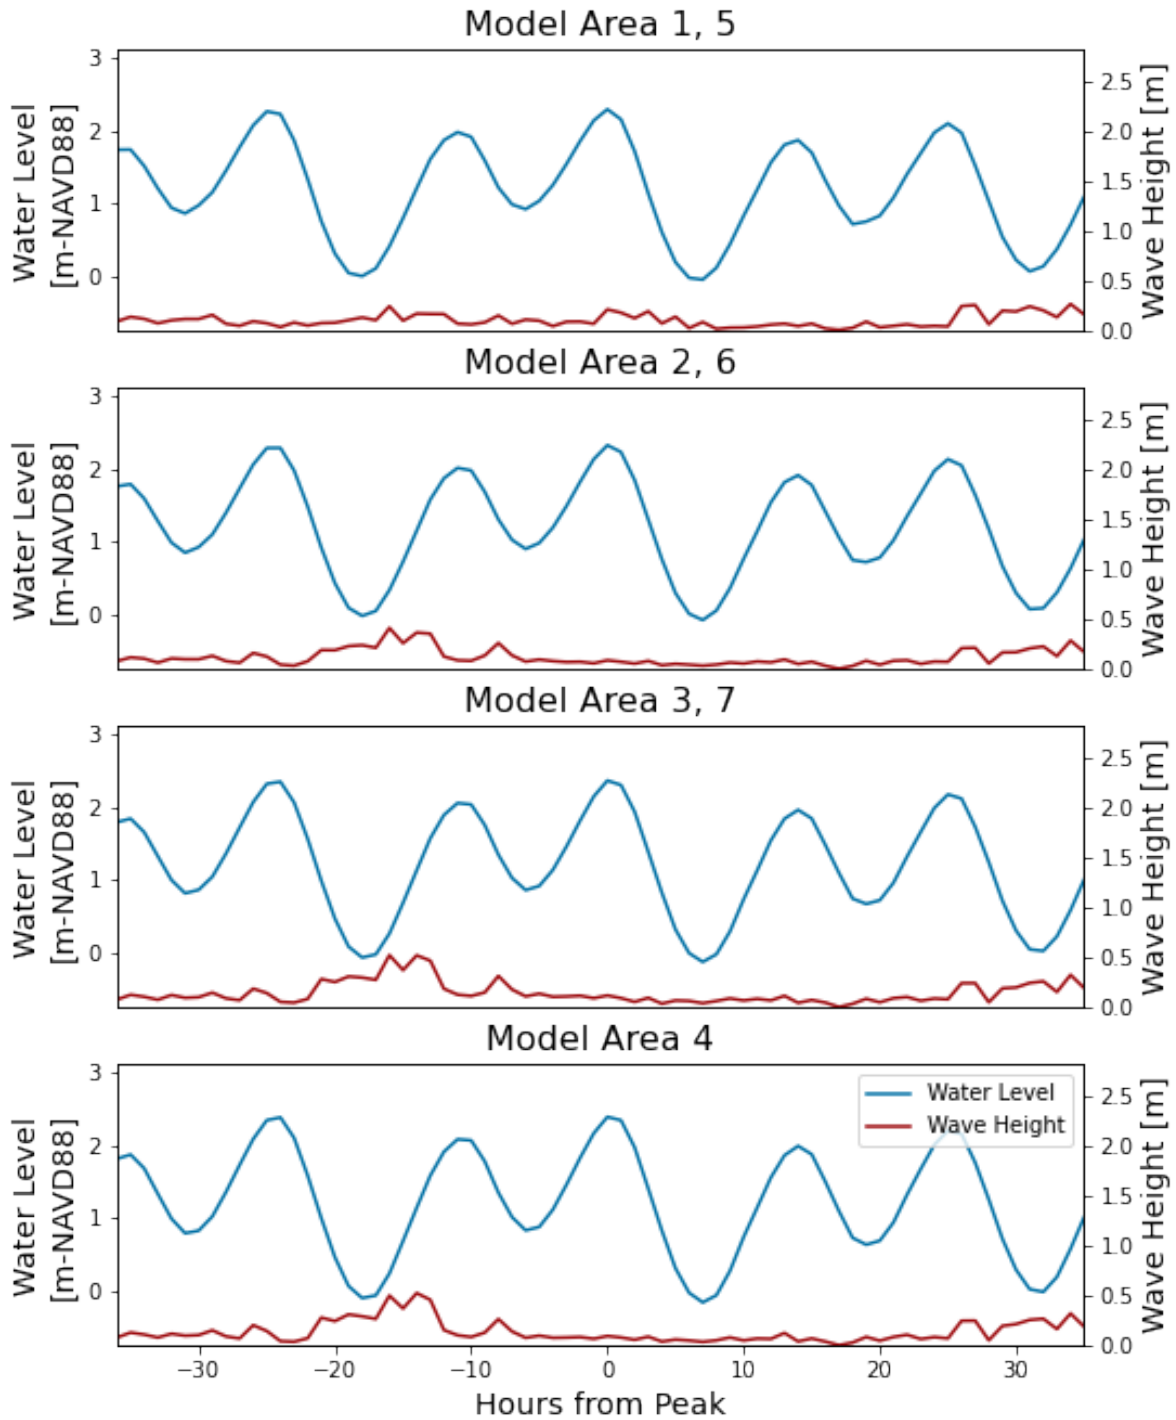 Model Area 1, 5
3
2
1
0
Water Level
[m-NAVD88]
2.5
2.0
1.5
1.0
0.5
0.0
Wave Height [m]
Model Area 2, 6
3
2
1
0
Water Level
[m-NAVD88]
2.5
2.0
1.5
1.0
0.5
0.0
Wave Height [m]
Model Area 3, 7
3
2
1
0
Water Level
[m-NAVD88]
2.5
2.0
1.5
1.0
0.5
0.0
Wave Height [m]
Model Area 4
3
2
1
0
Water Level
[m-NAVD88]
Water Level
Wave Height
2.5
2.0
1.5
1.0
0.5
0.0
Wave Height [m]
−30 −20 −10 0 10 20 30
Hours from Peak